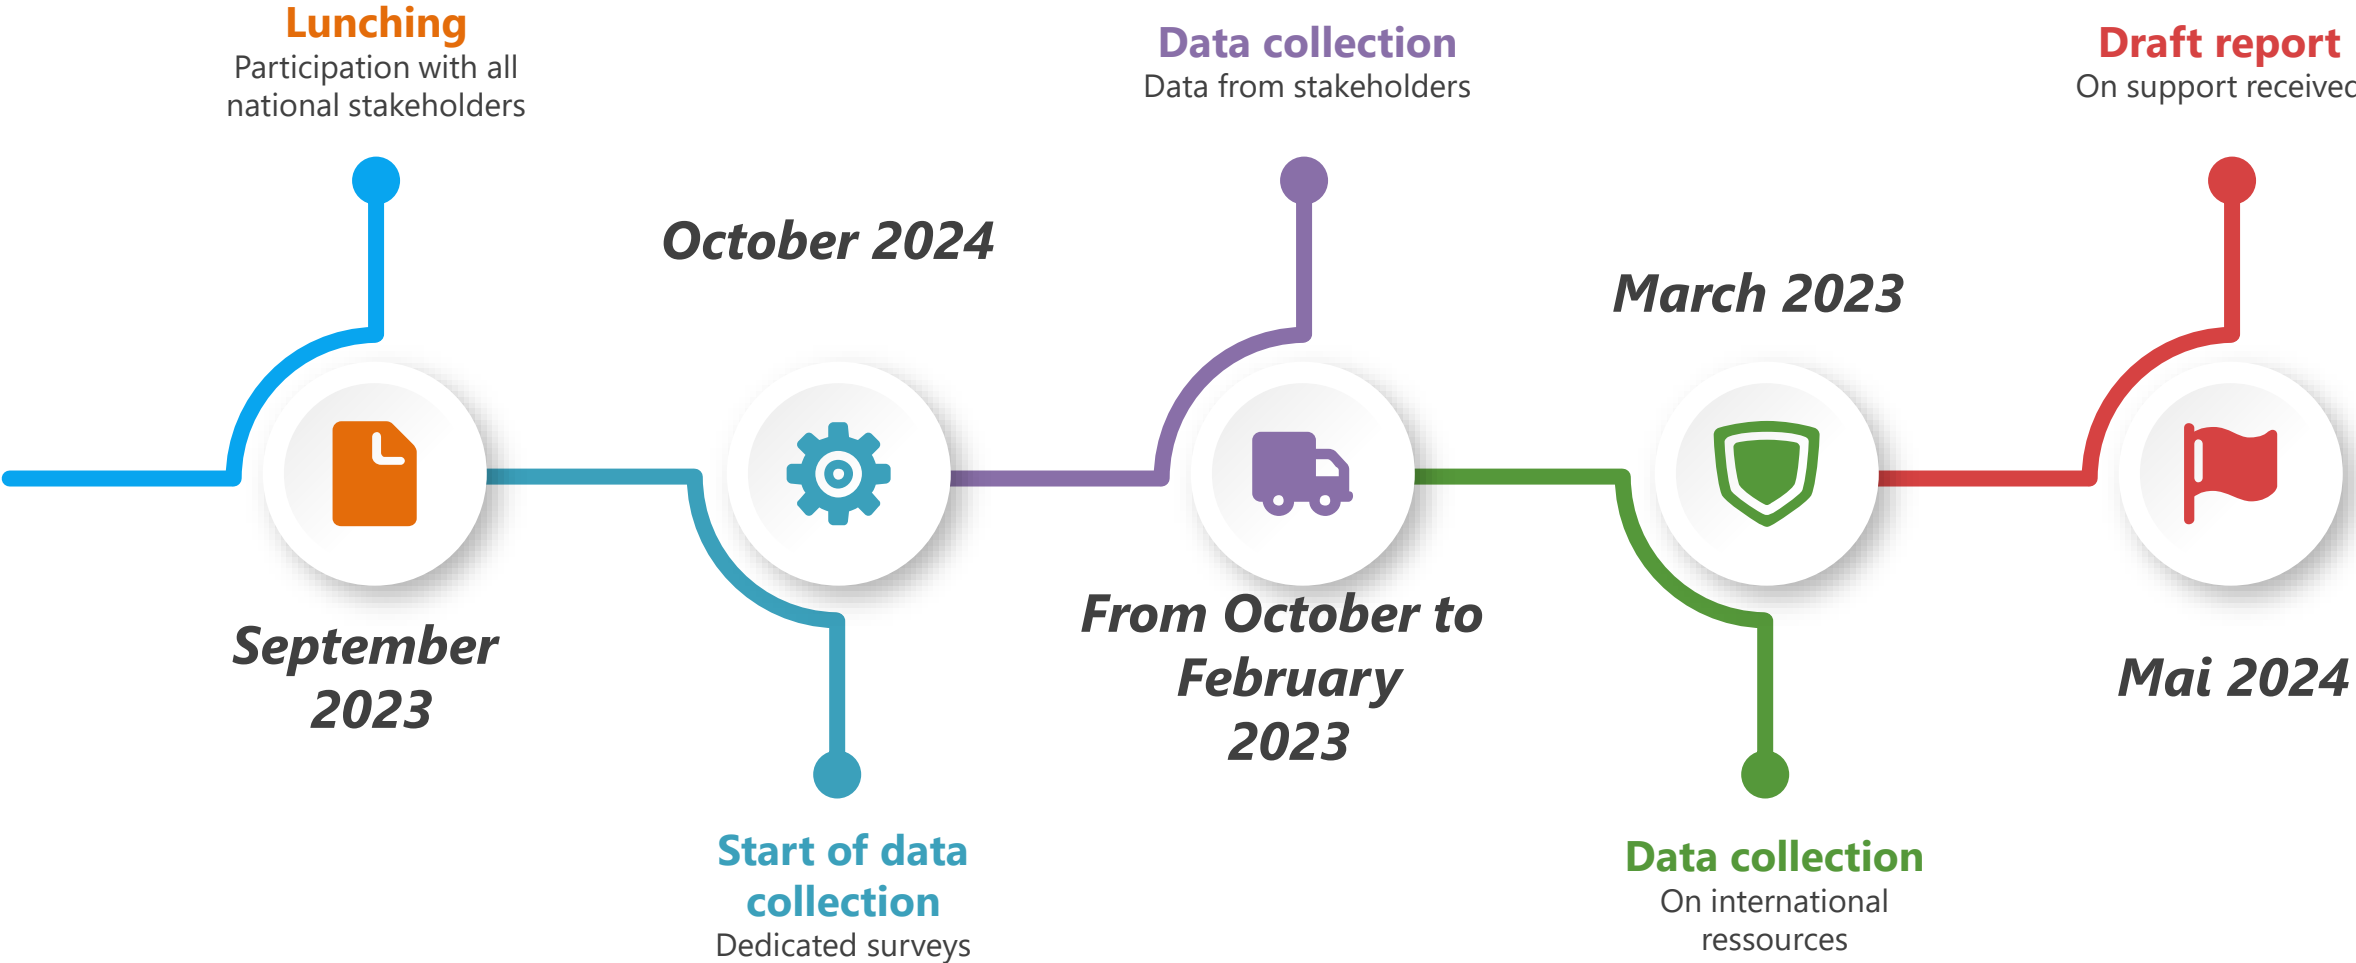 Lunching
Participation with all
national stakeholders
September
2023
October 2024
Start of data
collection
Dedicated surveys
Data collection
Data from stakeholders
From October to
February
2023
March 2023
Data collection
On international
ressources
Draft report
On support received
Mai 2024